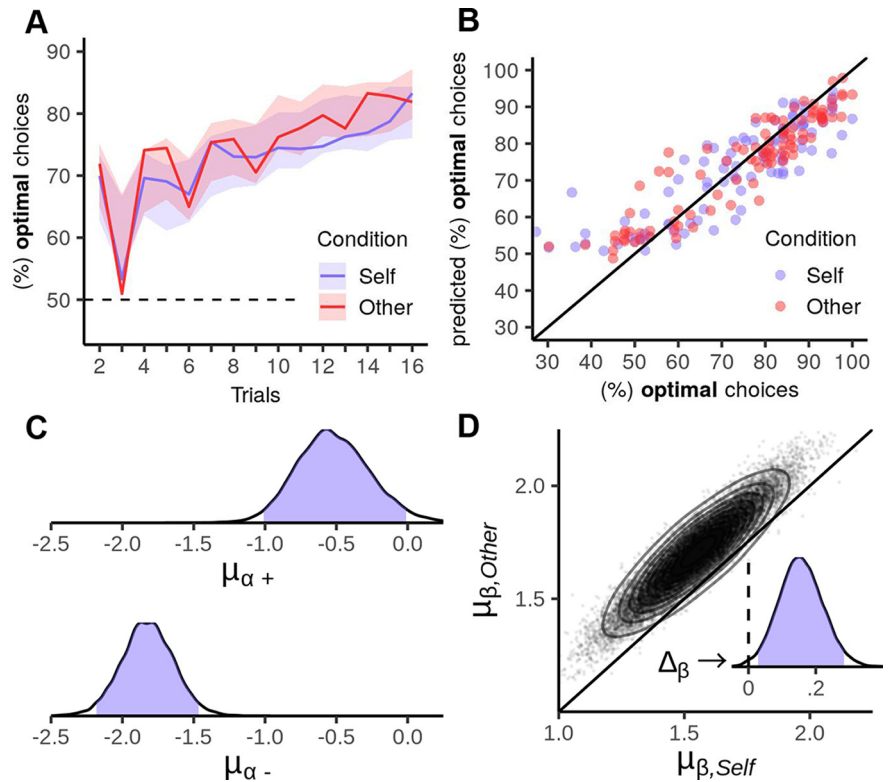 A
90
80
70
60
50
(%) optimal choices
Condition
Self
Other
2 4 6 8 10 12 14 16
Trials
B
100
90
80
70
60
50
40
30
predicted (%) optimal choices
Condition
Self
Other
30 40 50 60 70 80 90 100
(%) optimal choices
C
-2.5 -2.0 -1.5 -1.0 -0.5 0.0
μα +
-2.5 -2.0 -1.5 -1.0 -0.5 0.0
μα -
D
2.0
1.5
μβ,Other
Δβ →
0 .2
1.0 1.5 2.0
μβ,Self